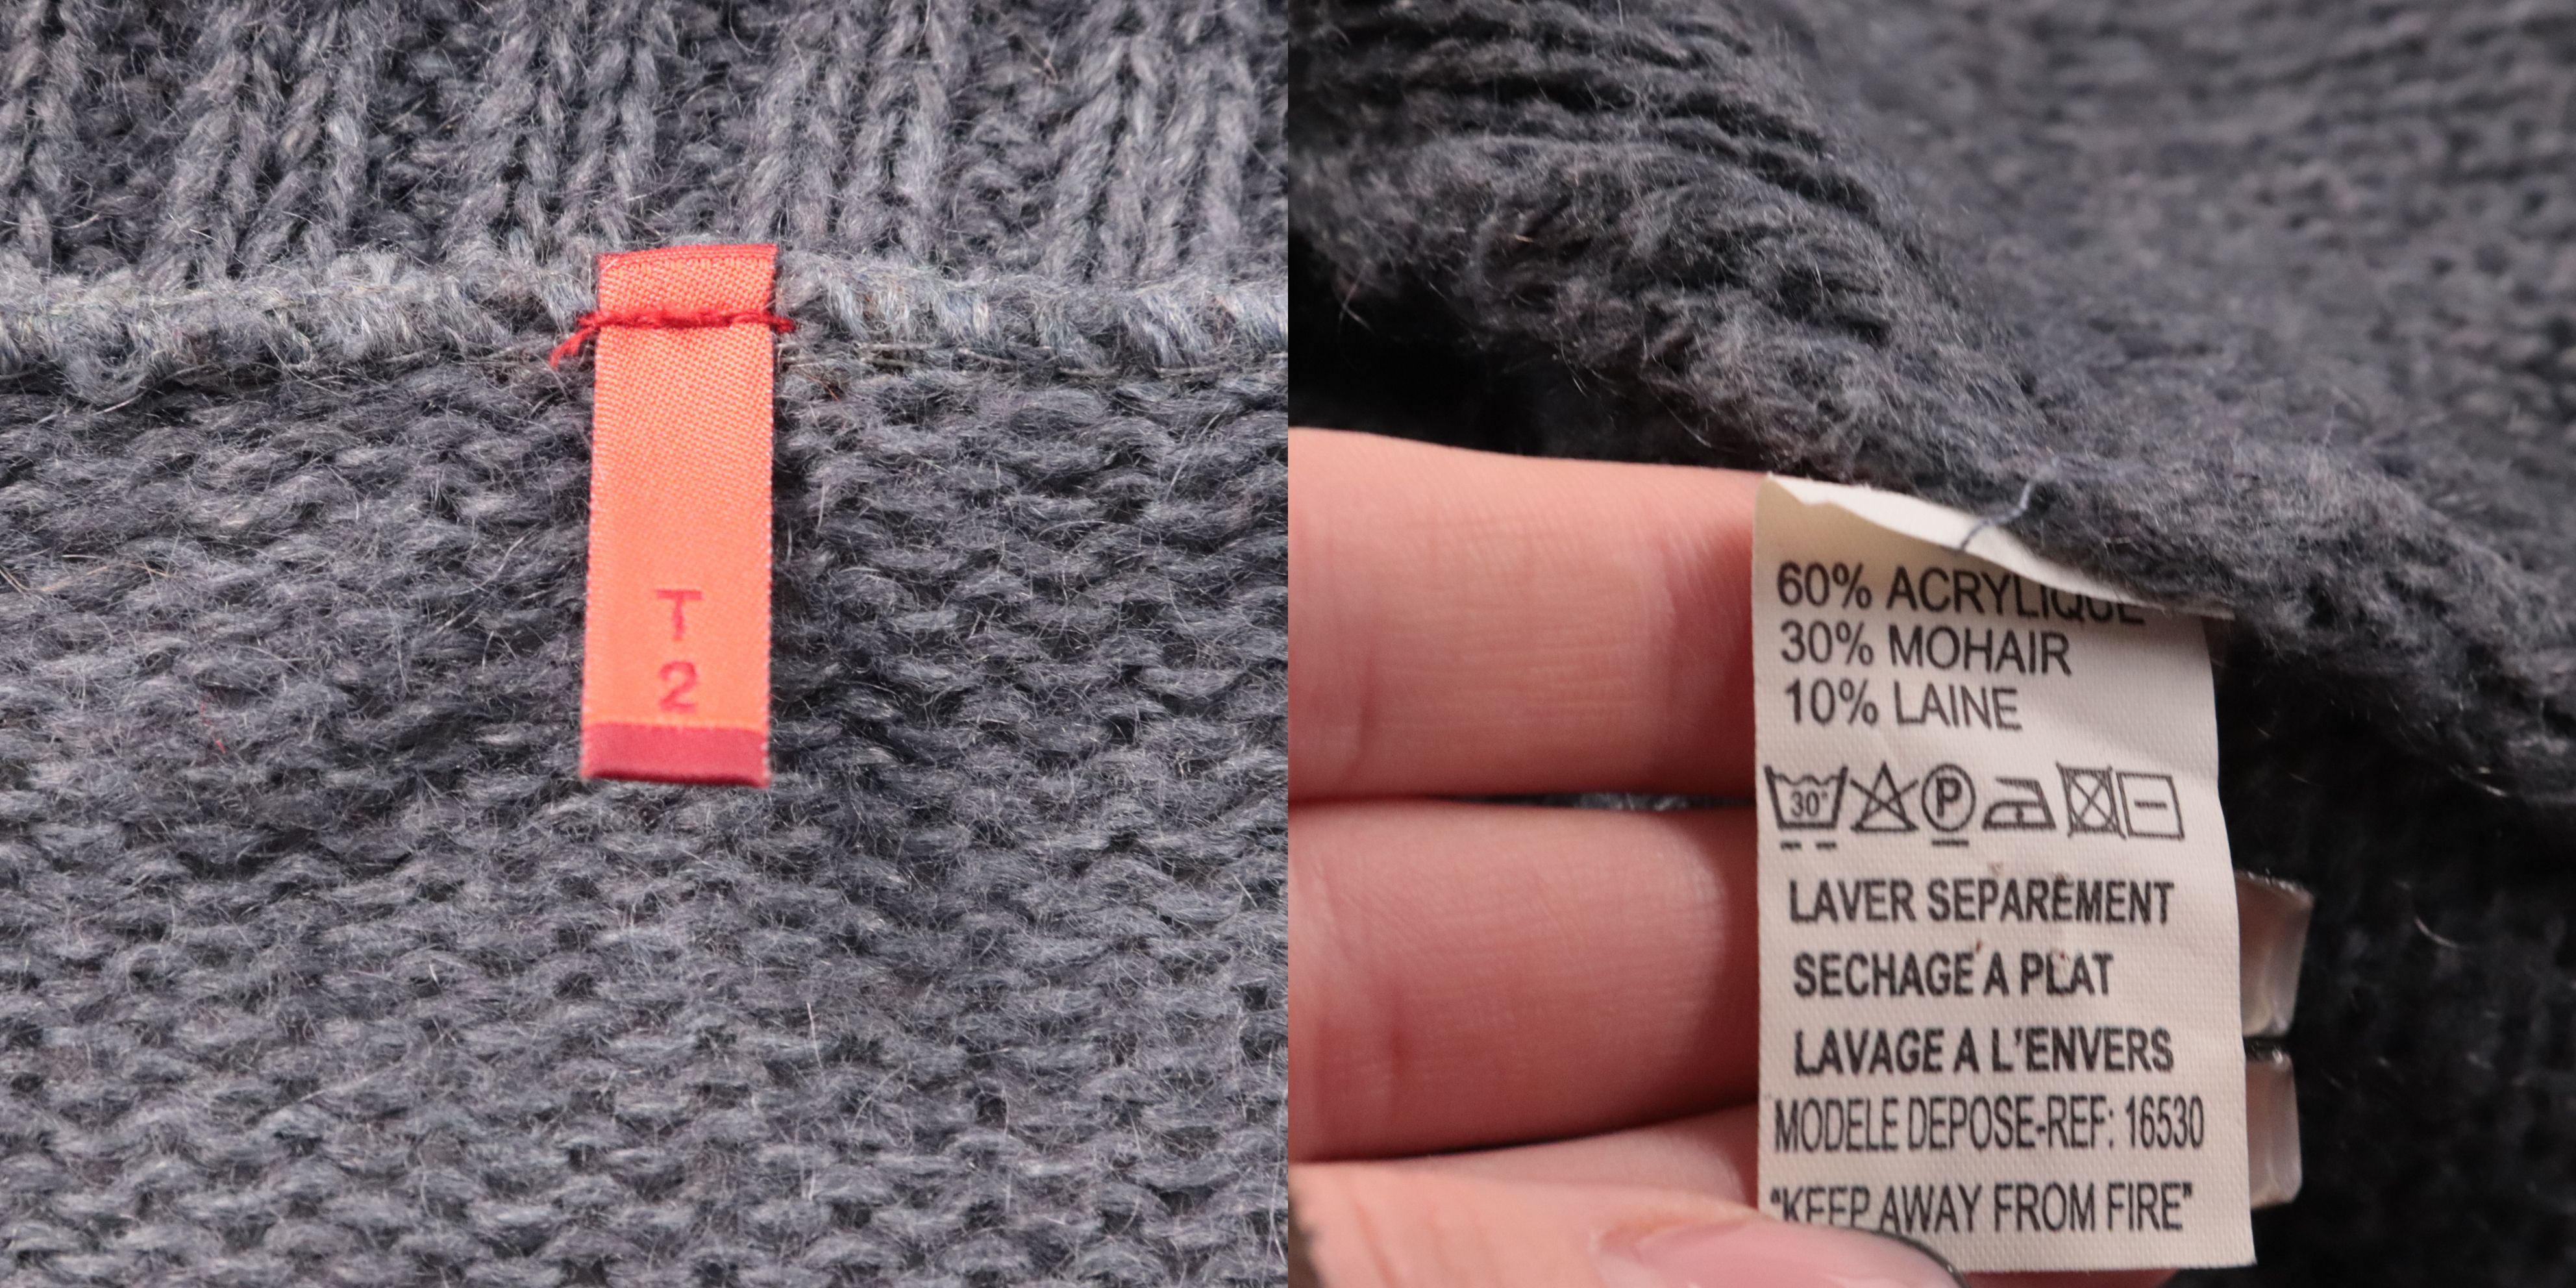 T
2
60% ACRYLIQUE
30% MOHAIR
10% LAINE
30° P
LAVER SEPAREMENT
SECHAGE A PLAT
LAVAGE A L'ENVERS
MODELE DEPOSE-REF: 16530
"KEEP AWAY FROM FIRE"